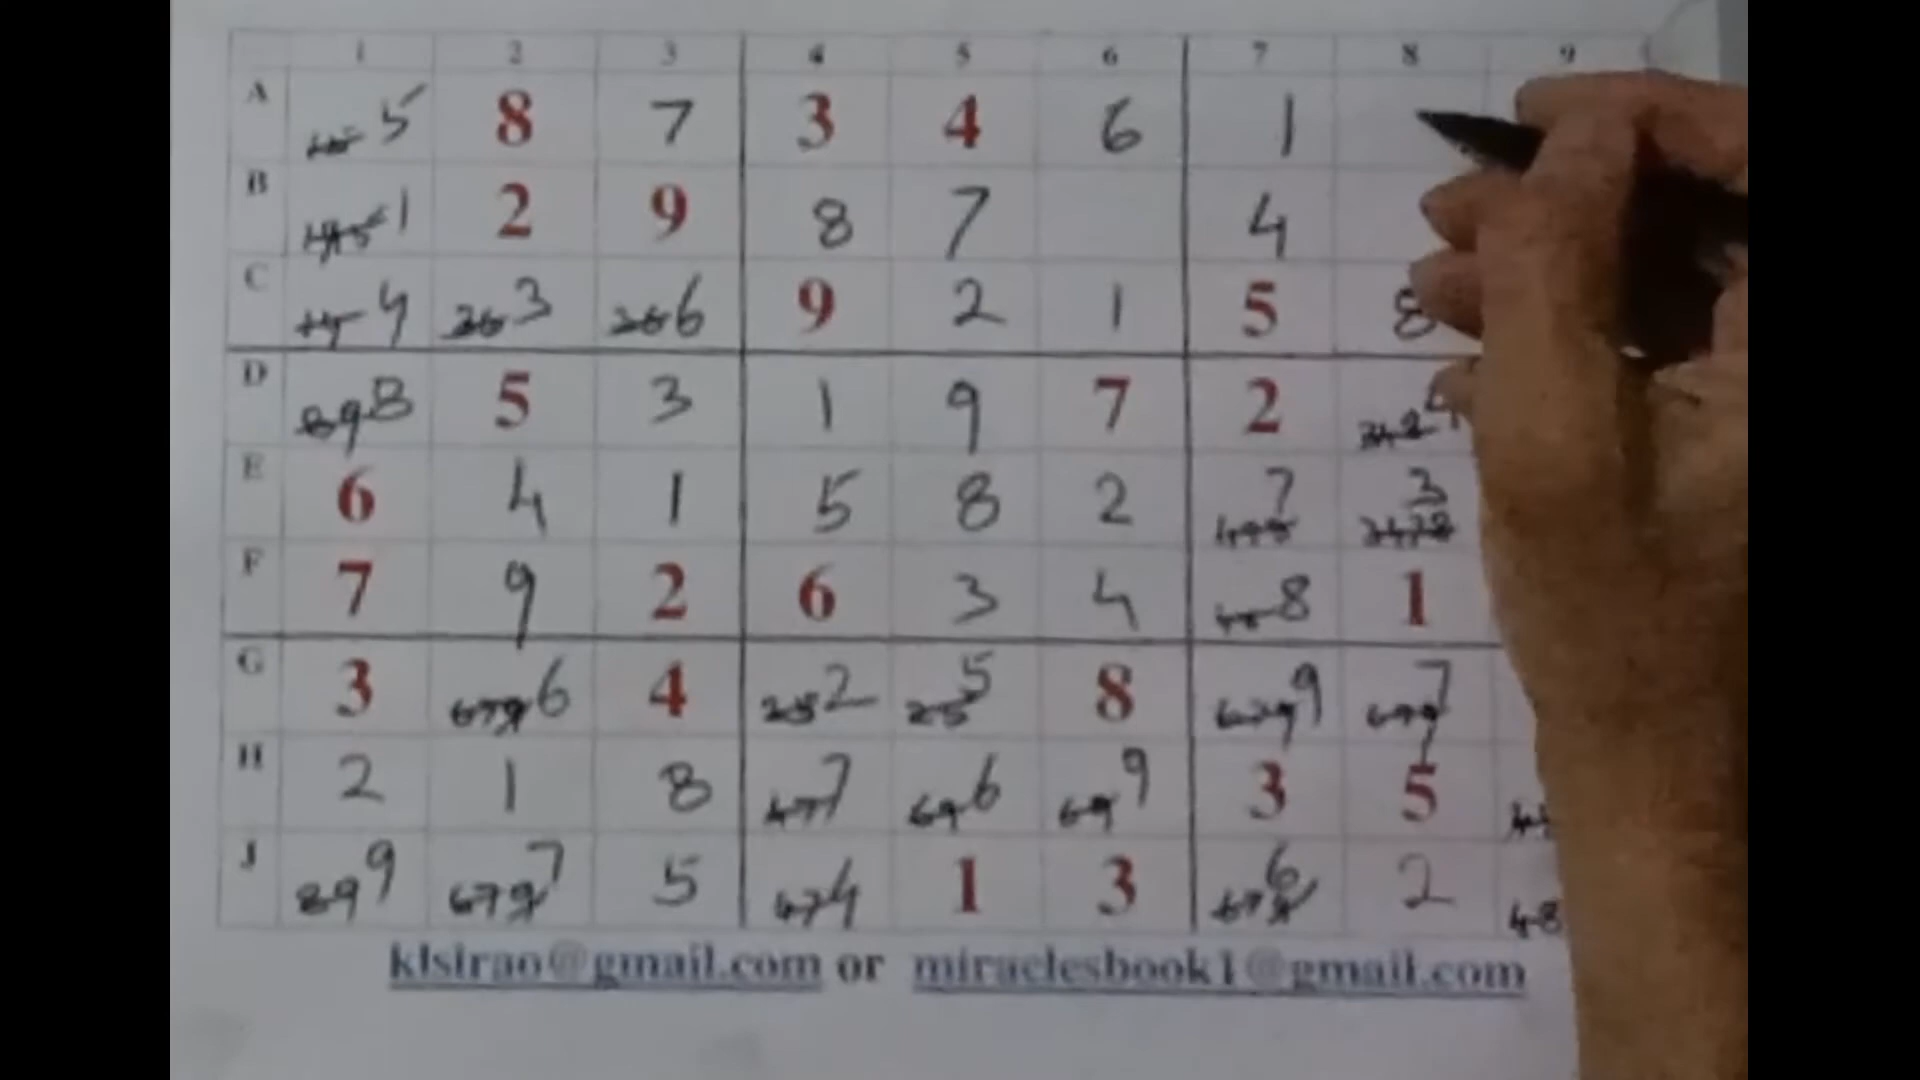 1 2 3 4 5 6 7 8 9
A 5 8 7 3 4 6 1
B 1 2 9 8 7 4
C 4 3 6 9 2 1 5 8
D 898 5 3 1 9 7 2 4
E 6 4 1 5 8 2 7 3
F 7 9 2 6 3 4 8 1
G 3 6 4 2 5 8 9 7
H 2 1 8 7 6 9 3 5
J 899 7 5 4 1 3 6 2 48
klsirao@gmail.com or miraclesbook1@gmail.com